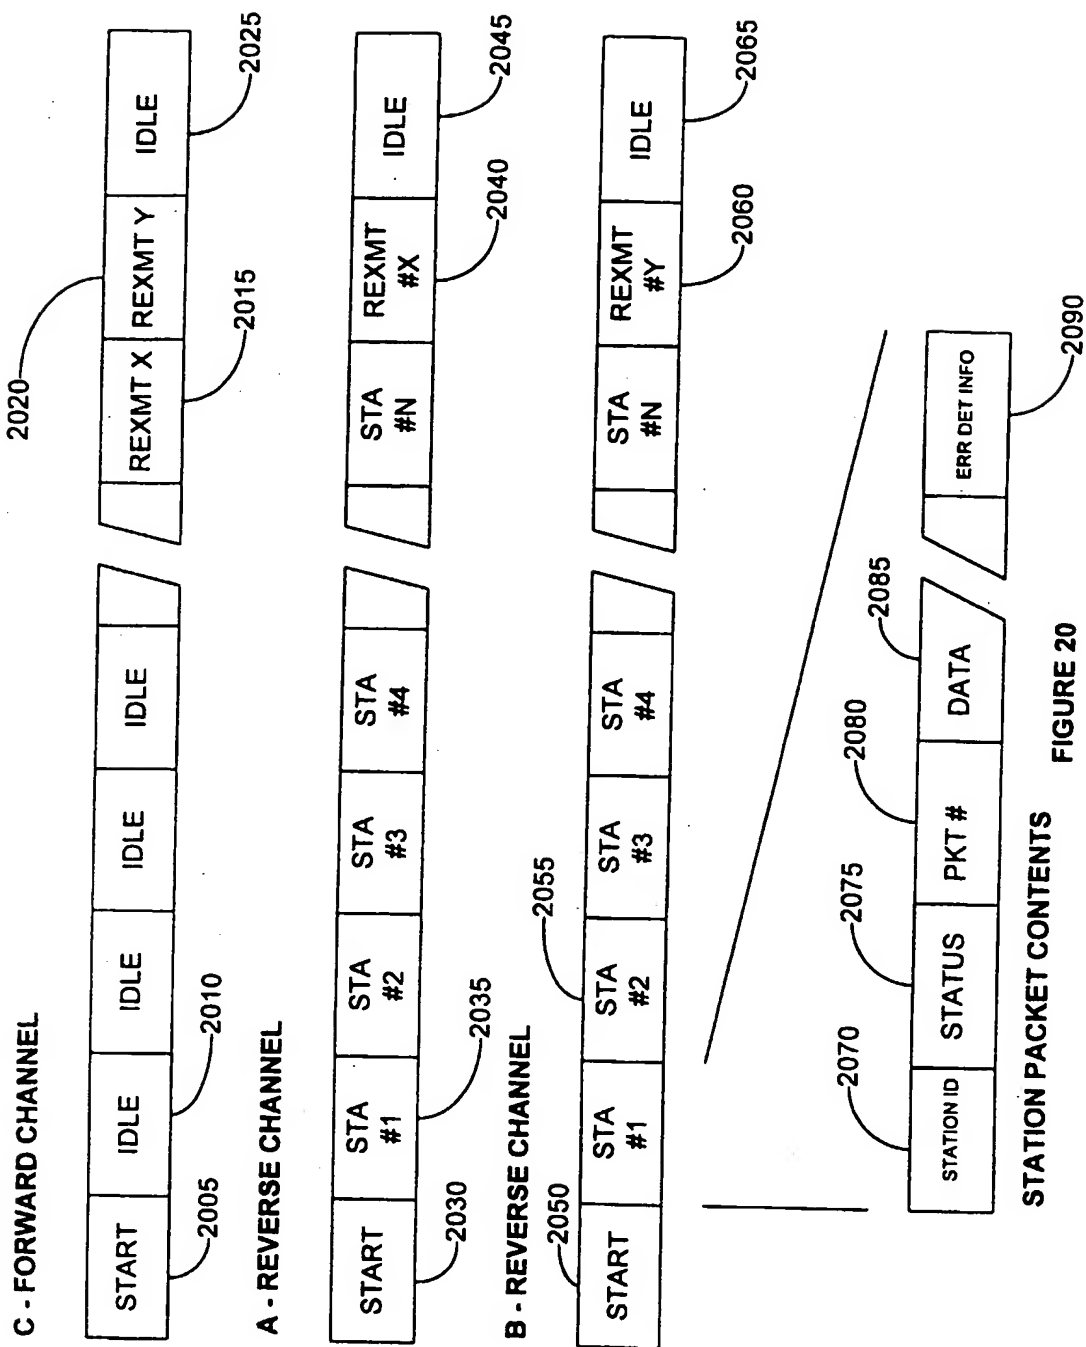 C - FORWARD CHANNEL
START IDLE IDLE IDLE IDLE REXMT X REXMT Y IDLE
2005 2010 2015 2020 2025
A - REVERSE CHANNEL
START STA #1 STA #2 STA #3 STA #4 STA #N REXMT #X IDLE
2030 2035 2040 2045
B - REVERSE CHANNEL
START STA #1 STA #2 STA #3 STA #4 STA #N REXMT #Y IDLE
2050 2055 2060 2065
2070 2075 2080 2085
STATION ID STATUS PKT # DATA ERR DET INFO
2090
STATION PACKET CONTENTS
FIGURE 20